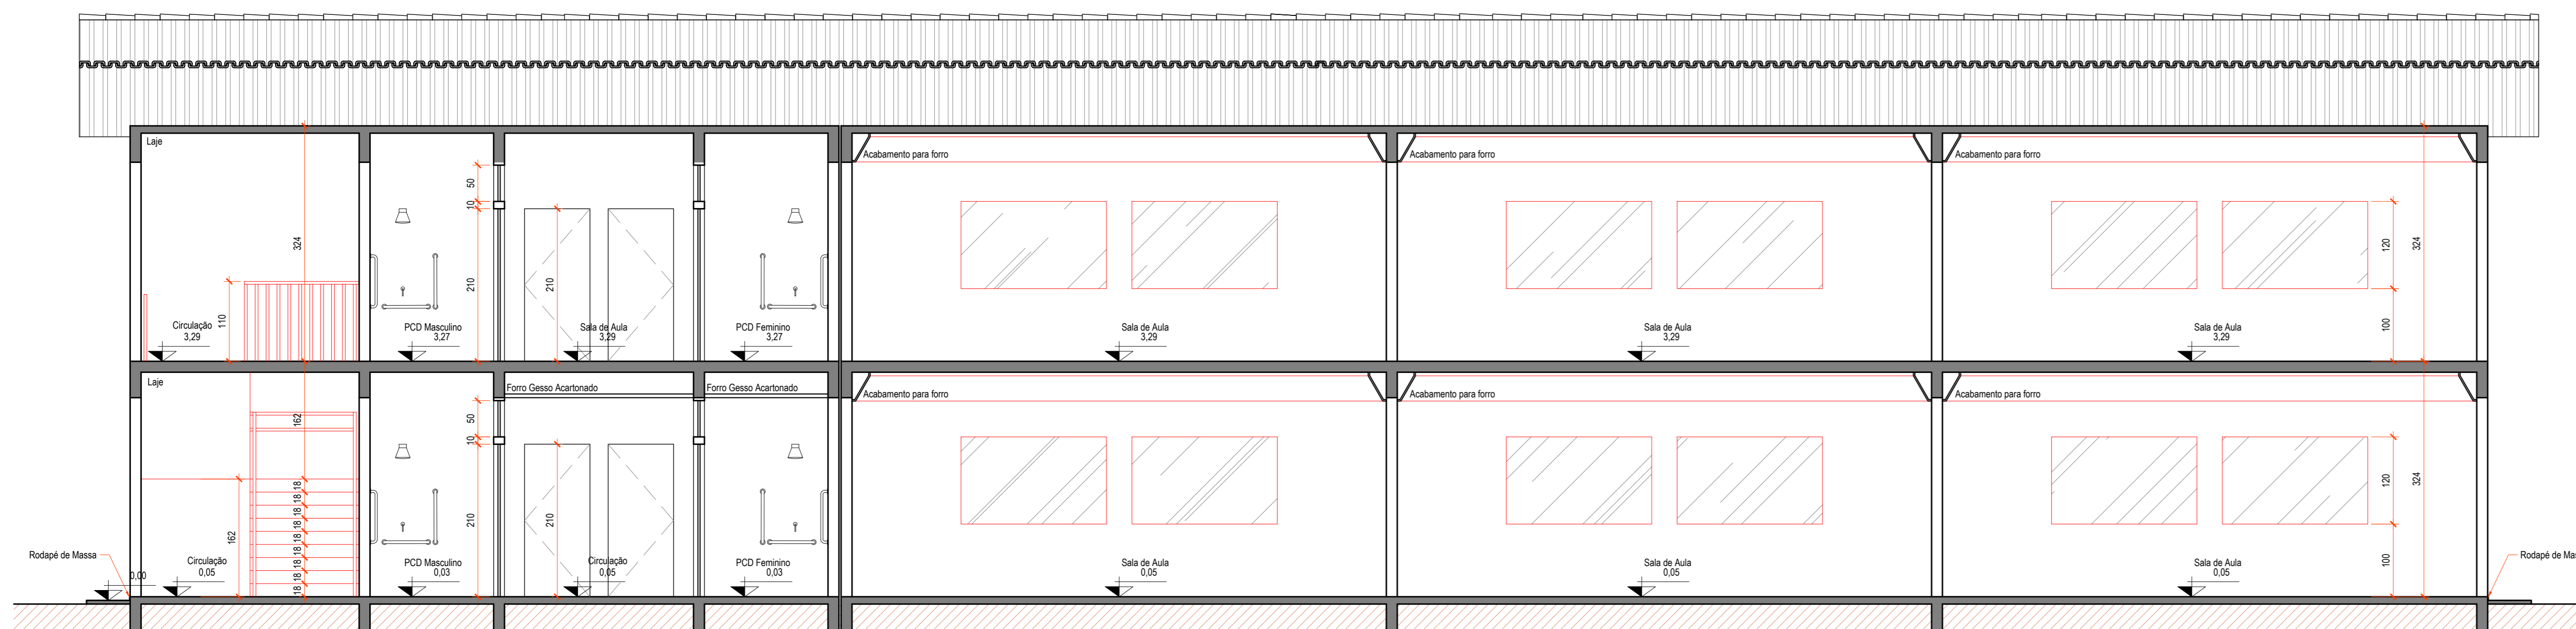 Laje
Acabamento para forro
Acabamento para forro
Acabamento para forro
50
10
210
210
324
110
120
100
324
Circulação
3,29
PCD Masculino
3,27
Sala de Aula
3,29
PCD Feminino
3,27
Sala de Aula
3,29
Sala de Aula
3,29
Sala de Aula
3,29
Laje
Forro Gesso Acartonado
Forro Gesso Acartonado
Acabamento para forro
Acabamento para forro
Acabamento para forro
50
10
210
210
162
162
18
18
18
18
18
18
18
18
18
120
100
324
Rodapé de Massa
0,00
Circulação
0,05
PCD Masculino
0,03
Circulação
0,05
PCD Feminino
0,03
Sala de Aula
0,05
Sala de Aula
0,05
Sala de Aula
0,05
Rodapé de Mas